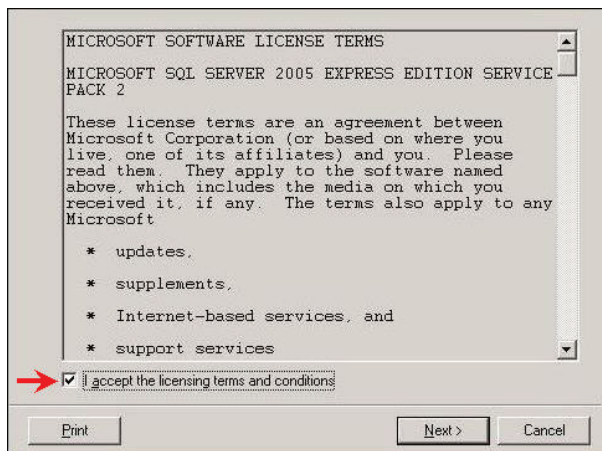 MICROSOFT SOFTWARE LICENSE TERMS
MICROSOFT SQL SERVER 2005 EXPRESS EDITION SERVICE
PACK 2
These license terms are an agreement between
Microsoft Corporation (or based on where you
live, one of its affiliates) and you.  Please
read them.  They apply to the software named
above, which includes the media on which you
received it, if any.  The terms also apply to any
Microsoft
* updates,
* supplements,
* Internet-based services, and
* support services
I accept the licensing terms and conditions
Print Next > Cancel